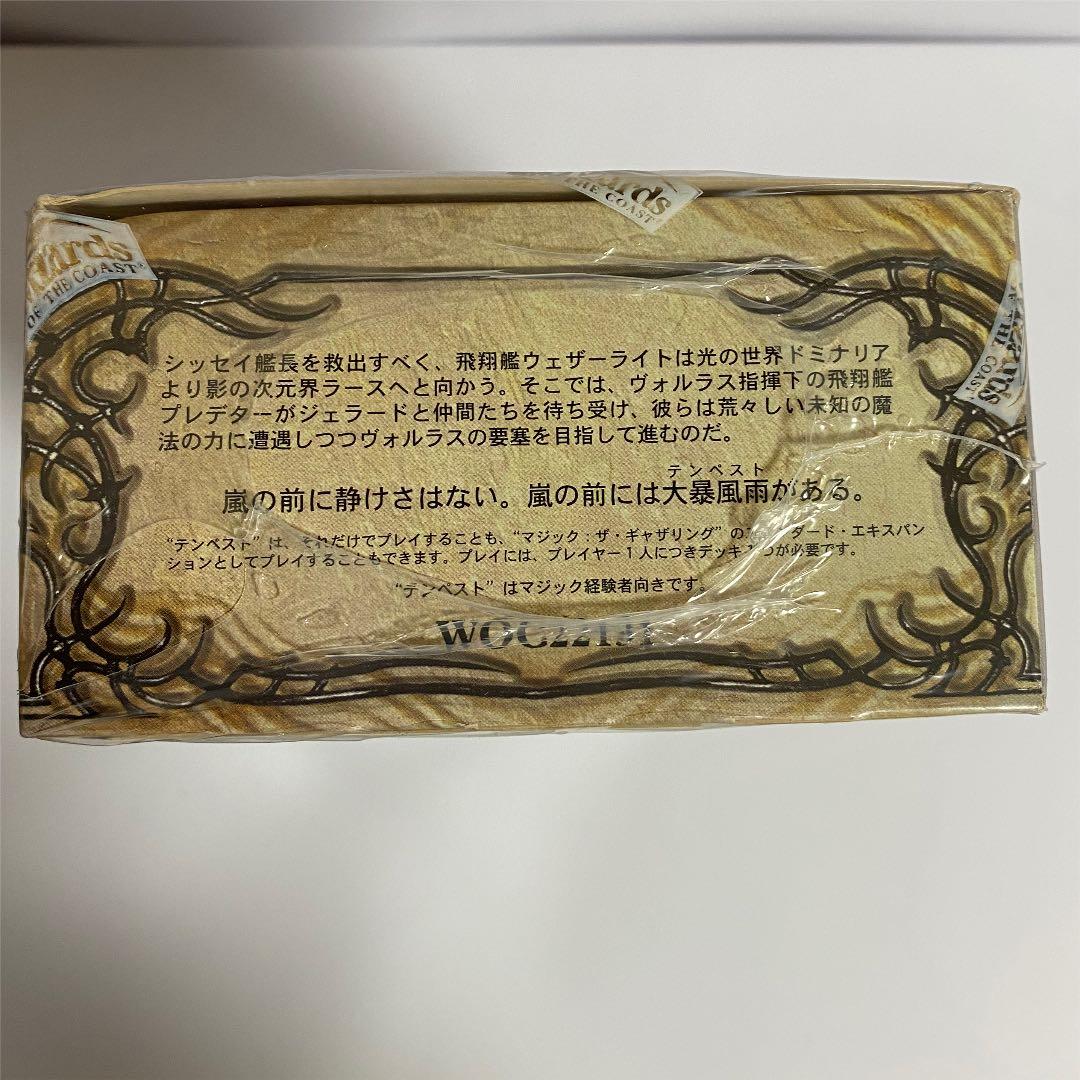 ards
THE COAST
ards
OF THE COAST
ards
シッセイ艦長を救出すべく、飛翔艦ウェザーライトは光の世界ドミナリア
より影の次元界ラースへと向かう。そこでは、ヴォルラス指揮下の飛翔艦
プレデターがジェラードと仲間たちを待ち受け、彼らは荒々しい未知の魔
法の力に遭遇しつつヴォルラスの要塞を目指して進むのだ。
テンペスト
嵐の前に静けさはない。嵐の前には大暴風雨がある。
“テンペスト” は、それだけでプレイすることも、“マジック：ザ・ギャザリング” の ダード・エキスパン
ションとしてプレイすることもできます。プレイには、プレイヤー１人につきデッキ つが必要です。
“テンペスト” はマジック経験者向きです。